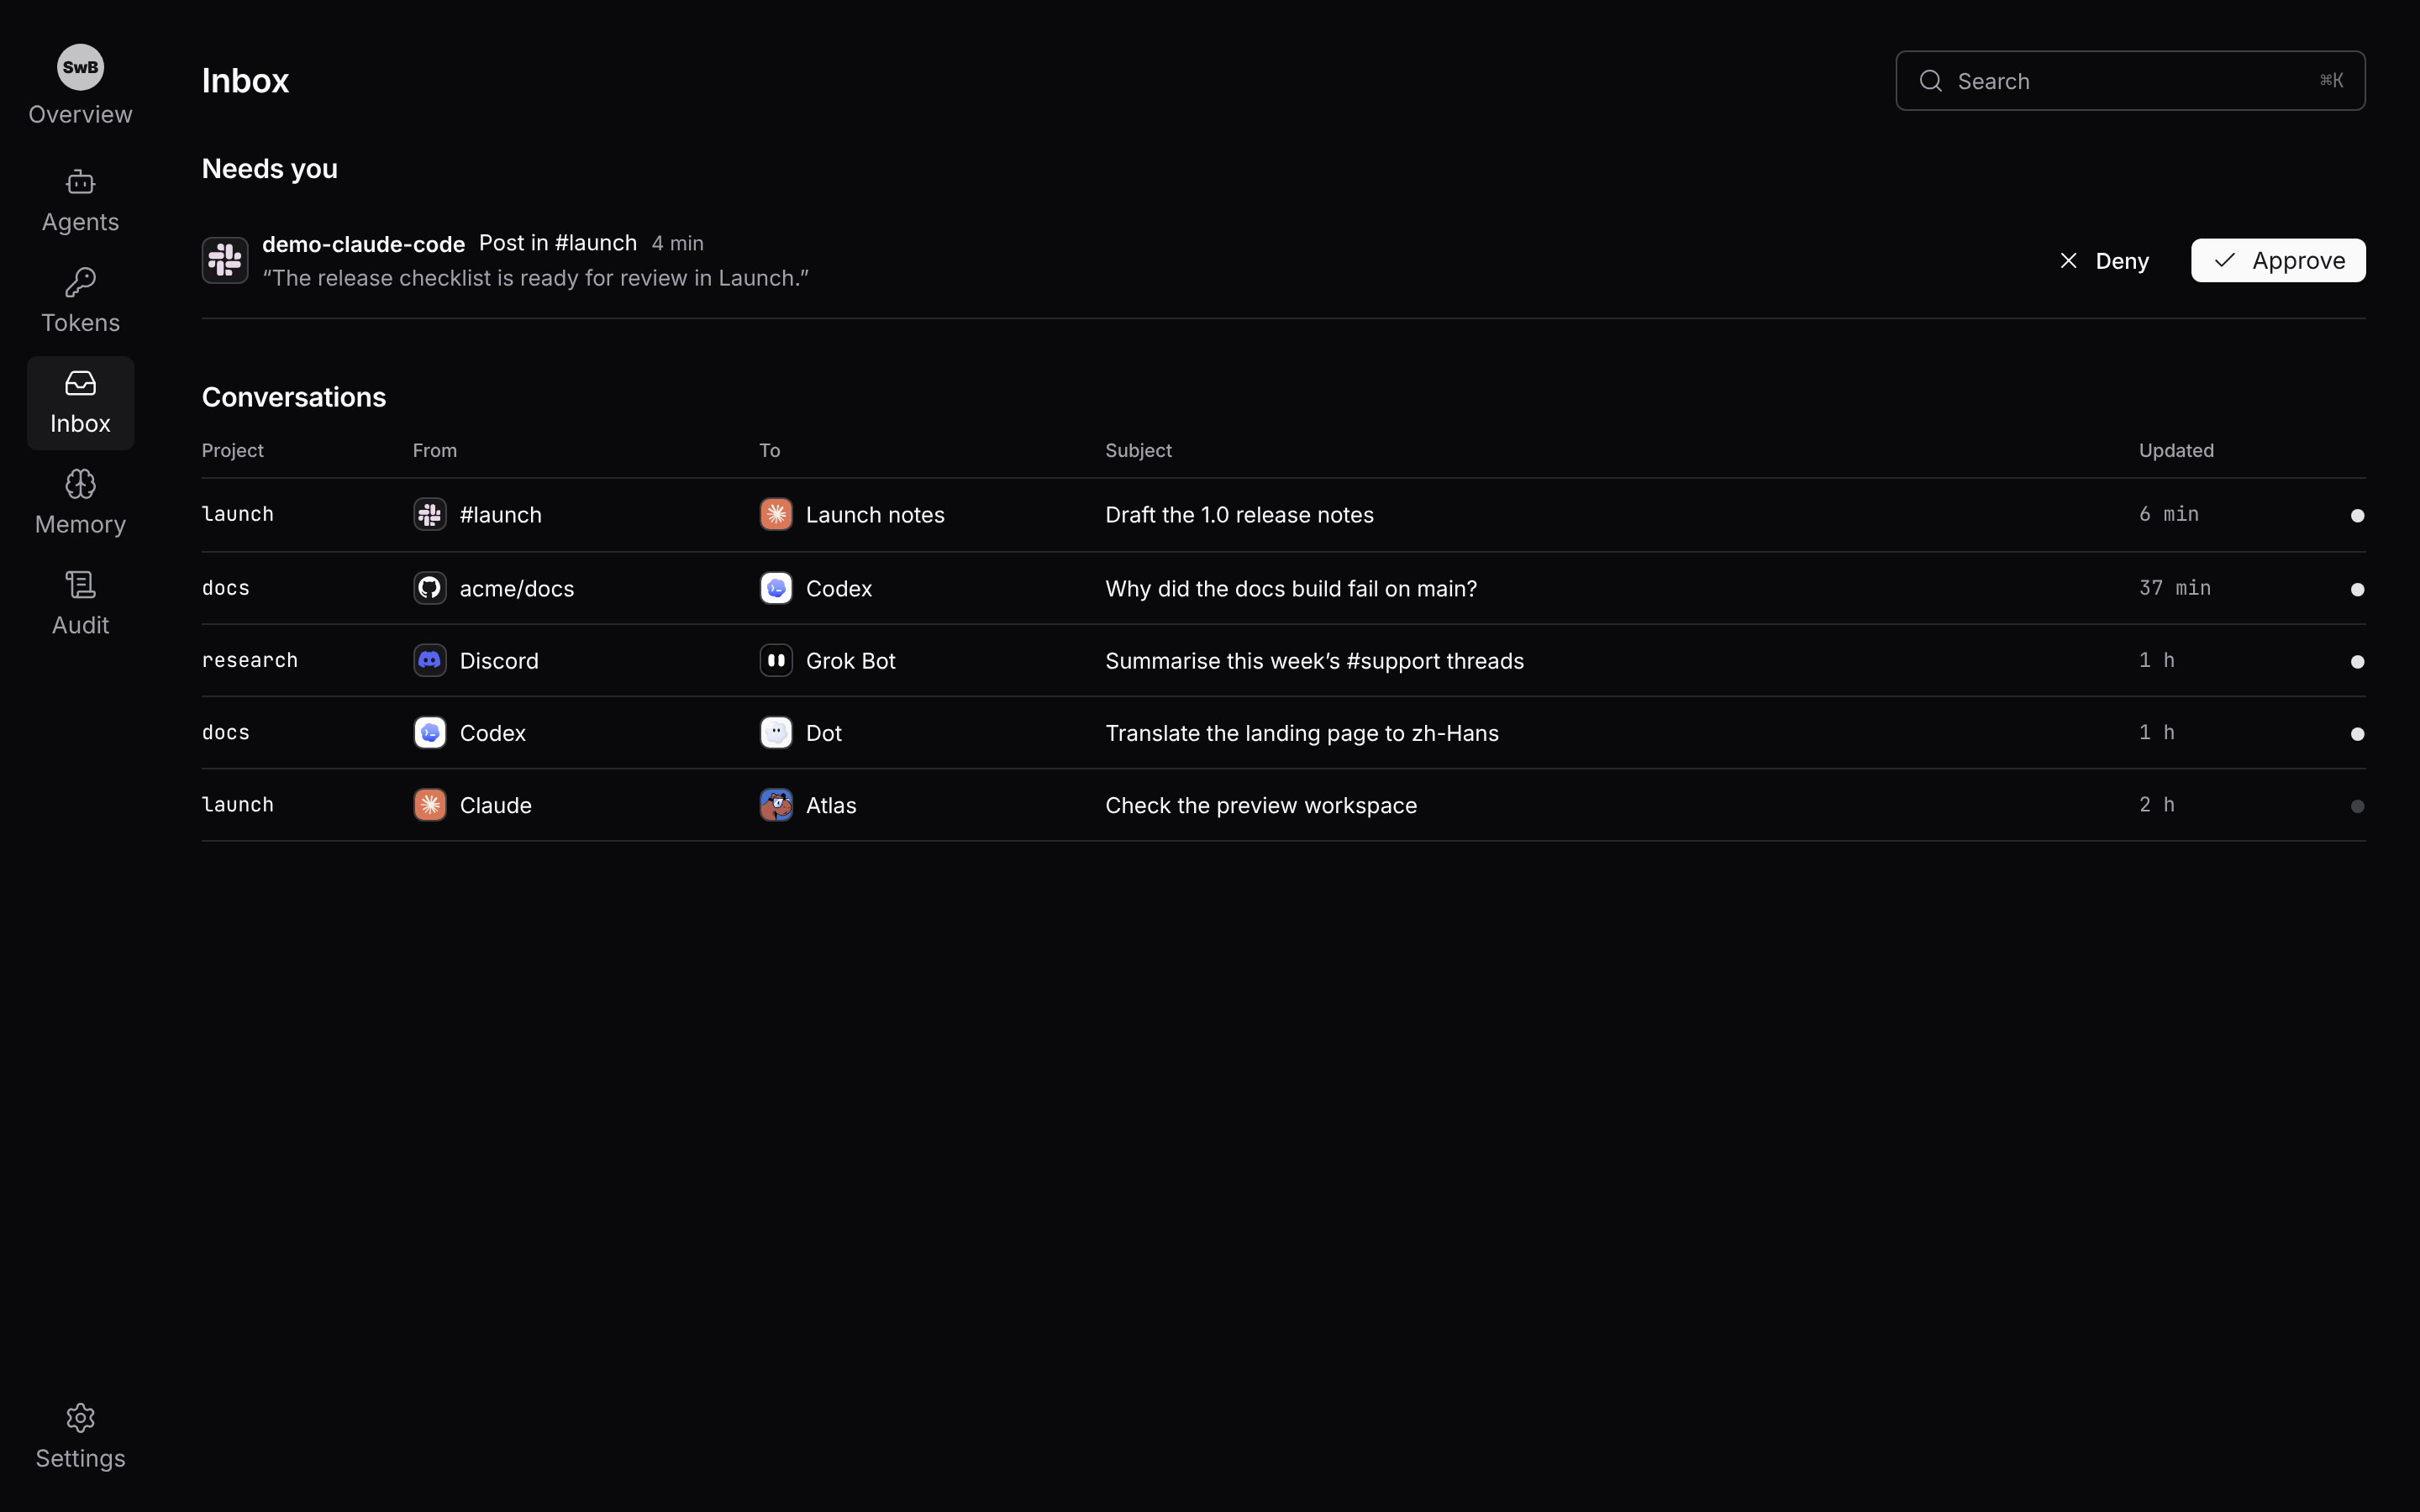 SwB
Overview
Agents
Tokens
Inbox
Memory
Audit
Settings
Inbox
Search ⌘K
Needs you
demo-claude-code Post in #launch 4 min
“The release checklist is ready for review in Launch.”
Deny
Approve
Conversations
Project From To Subject Updated
launch #launch Launch notes Draft the 1.0 release notes 6 min
docs acme/docs Codex Why did the docs build fail on main? 37 min
research Discord Grok Bot Summarise this week’s #support threads 1 h
docs Codex Dot Translate the landing page to zh-Hans 1 h
launch Claude Atlas Check the preview workspace 2 h